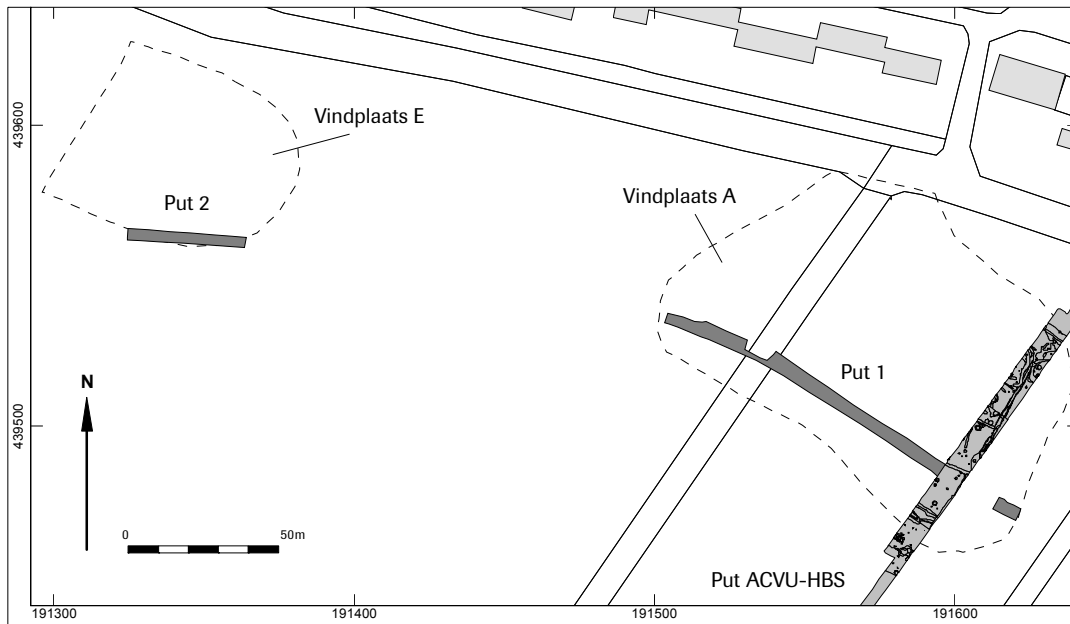 439600
Vindplaats E
Put 2
Vindplaats A
Put 1
N
439500
0 50m
Put ACVU-HBS
191300 191400 191500 191600